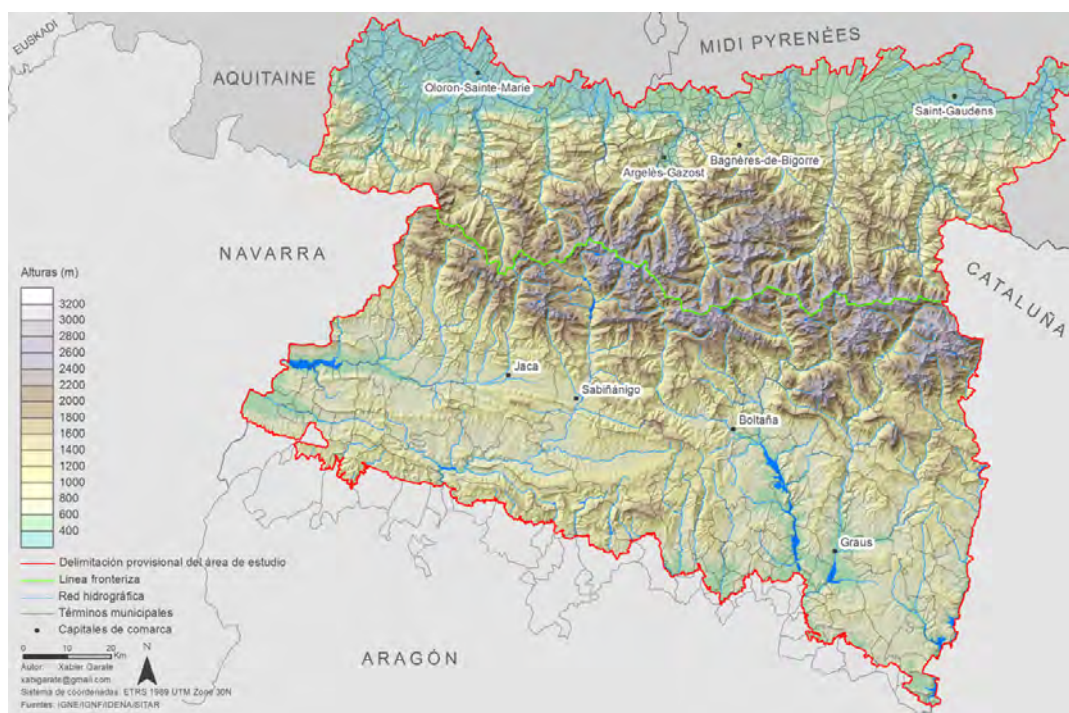 EUSKADI
AQUITAINE
MIDI PYRENÈES
Oloron-Sainte-Marie
Saint-Gaudens
Bagnères-de-Bigorre
Argelès-Gazost
NAVARRA
CATALUÑA
Alturas (m)
3200
3000
2800
2600
2400
2200
2000
1800
1600
1400
1200
1000
800
600
400
Jaca
Sabiñánigo
Boltaña
Graus
Delimitación provisional del área de estudio
Linea fronteriza
Red hidrográfica
Términos municipales
Capitales de comarca
0 10 20
Km
N
ARAGÓN
Autor: Xabier Garate
xabigarate@gmail.com
Sistema de coordenadas: ETRS 1989 UTM Zone 30N
Fuentes: IGNE/IGNF/IDENA/SITAR